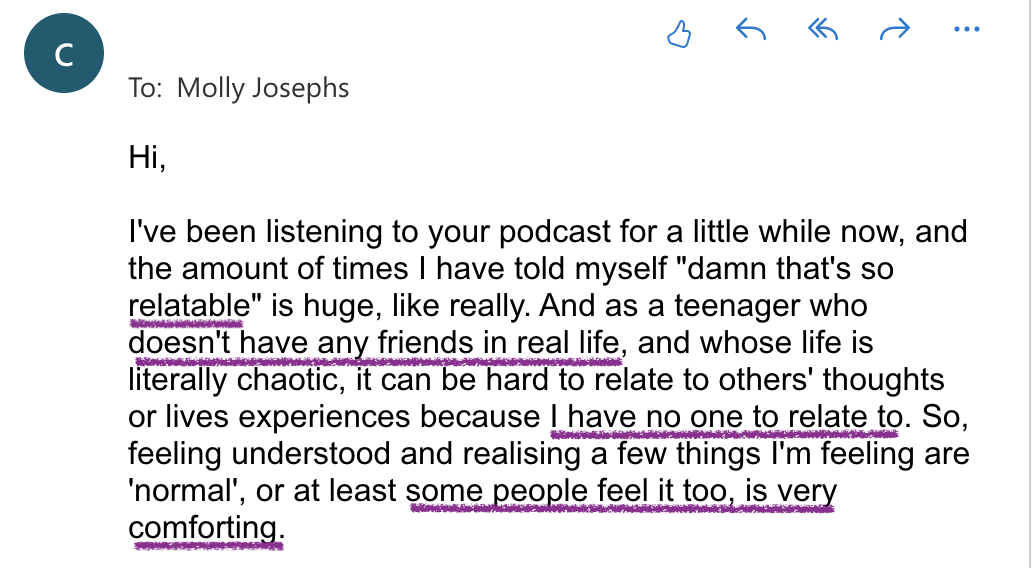 C
To: Molly Josephs
Hi,
I've been listening to your podcast for a little while now, and
the amount of times I have told myself "damn that's so
relatable" is huge, like really. And as a teenager who
doesn't have any friends in real life, and whose life is
literally chaotic, it can be hard to relate to others' thoughts
or lives experiences because I have no one to relate to. So,
feeling understood and realising a few things I'm feeling are
'normal', or at least some people feel it too, is very
comforting.